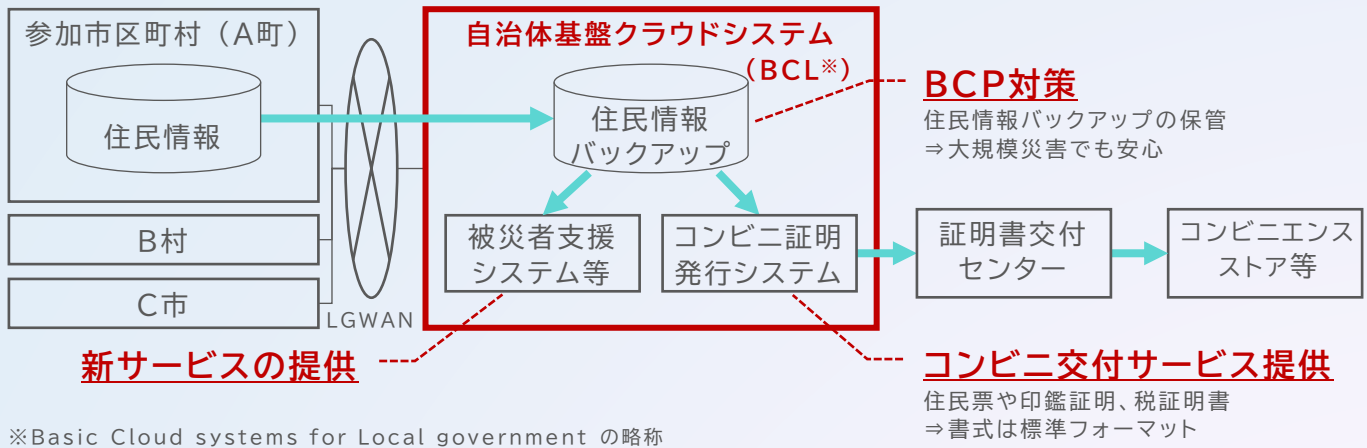 参加市区町村（A町）
住民情報
B村
C市
LGWAN
自治体基盤クラウドシステム
（BCL※）
住民情報
バックアップ
被災者支援
システム等
コンビニ証明
発行システム
BCP対策
住民情報バックアップの保管
⇒大規模災害でも安心
証明書交付
センター
コンビニエンス
ストア等
新サービスの提供
コンビニ交付サービス提供
住民票や印鑑証明、税証明書
⇒書式は標準フォーマット
※Basic Cloud systems for Local government の略称